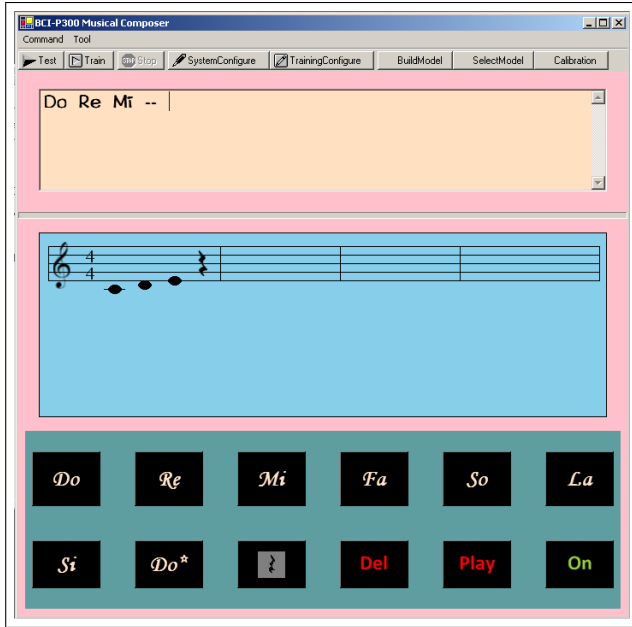 BCI-P300 Musical Composer
Command Tool
Test Train STOP Stop SystemConfigure TrainingConfigure BuildModel SelectModel Calibration
Do Re Mi -- |
4
4
Do Re Mi Fa So La
Si Do* Del Play On